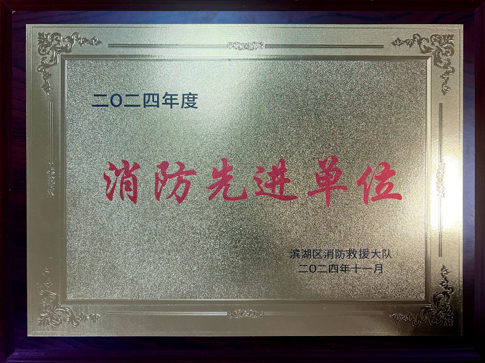 二〇二四年度
消防先进单位
滨湖区消防救援大队
二〇二四年十一月